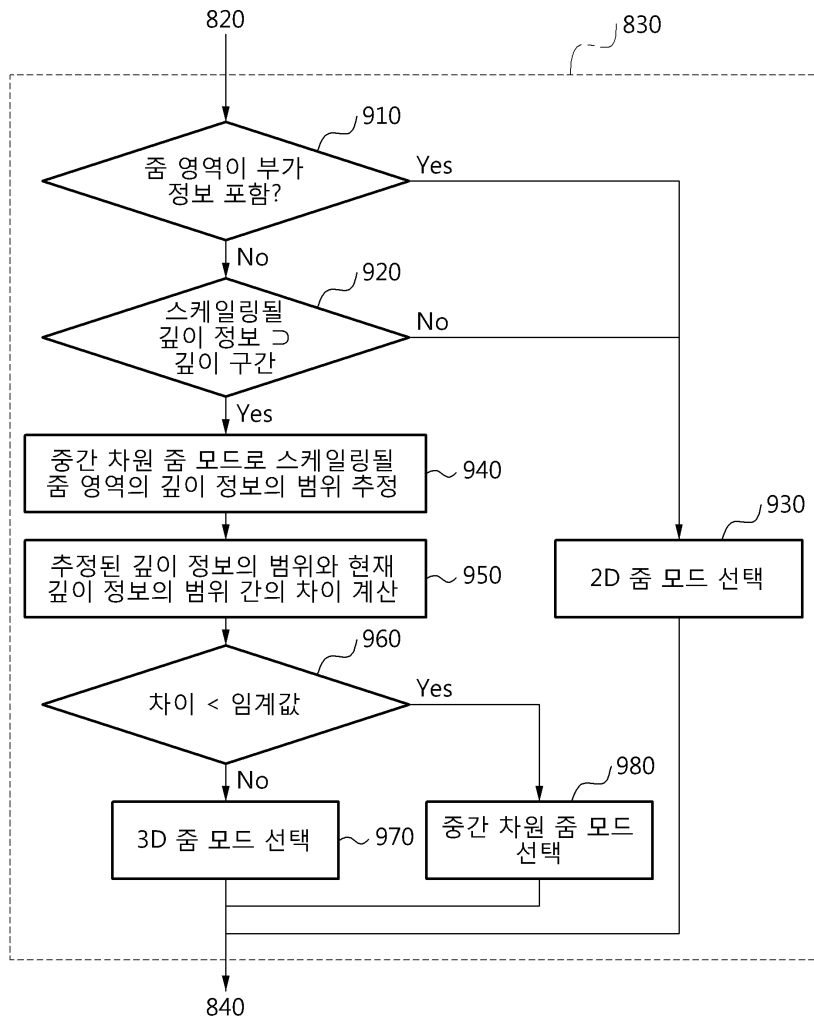 820
830
910
줌 영역이 부가
정보 포함?
Yes
No
920
스케일링될
깊이 정보 ⊃
깊이 구간
No
Yes
중간 차원 줌 모드로 스케일링될
줌 영역의 깊이 정보의 범위 추정
940
930
추정된 깊이 정보의 범위와 현재
깊이 정보의 범위 간의 차이 계산
950
2D 줌 모드 선택
960
차이 < 임계값
Yes
No
980
3D 줌 모드 선택
970
중간 차원 줌 모드
선택
840